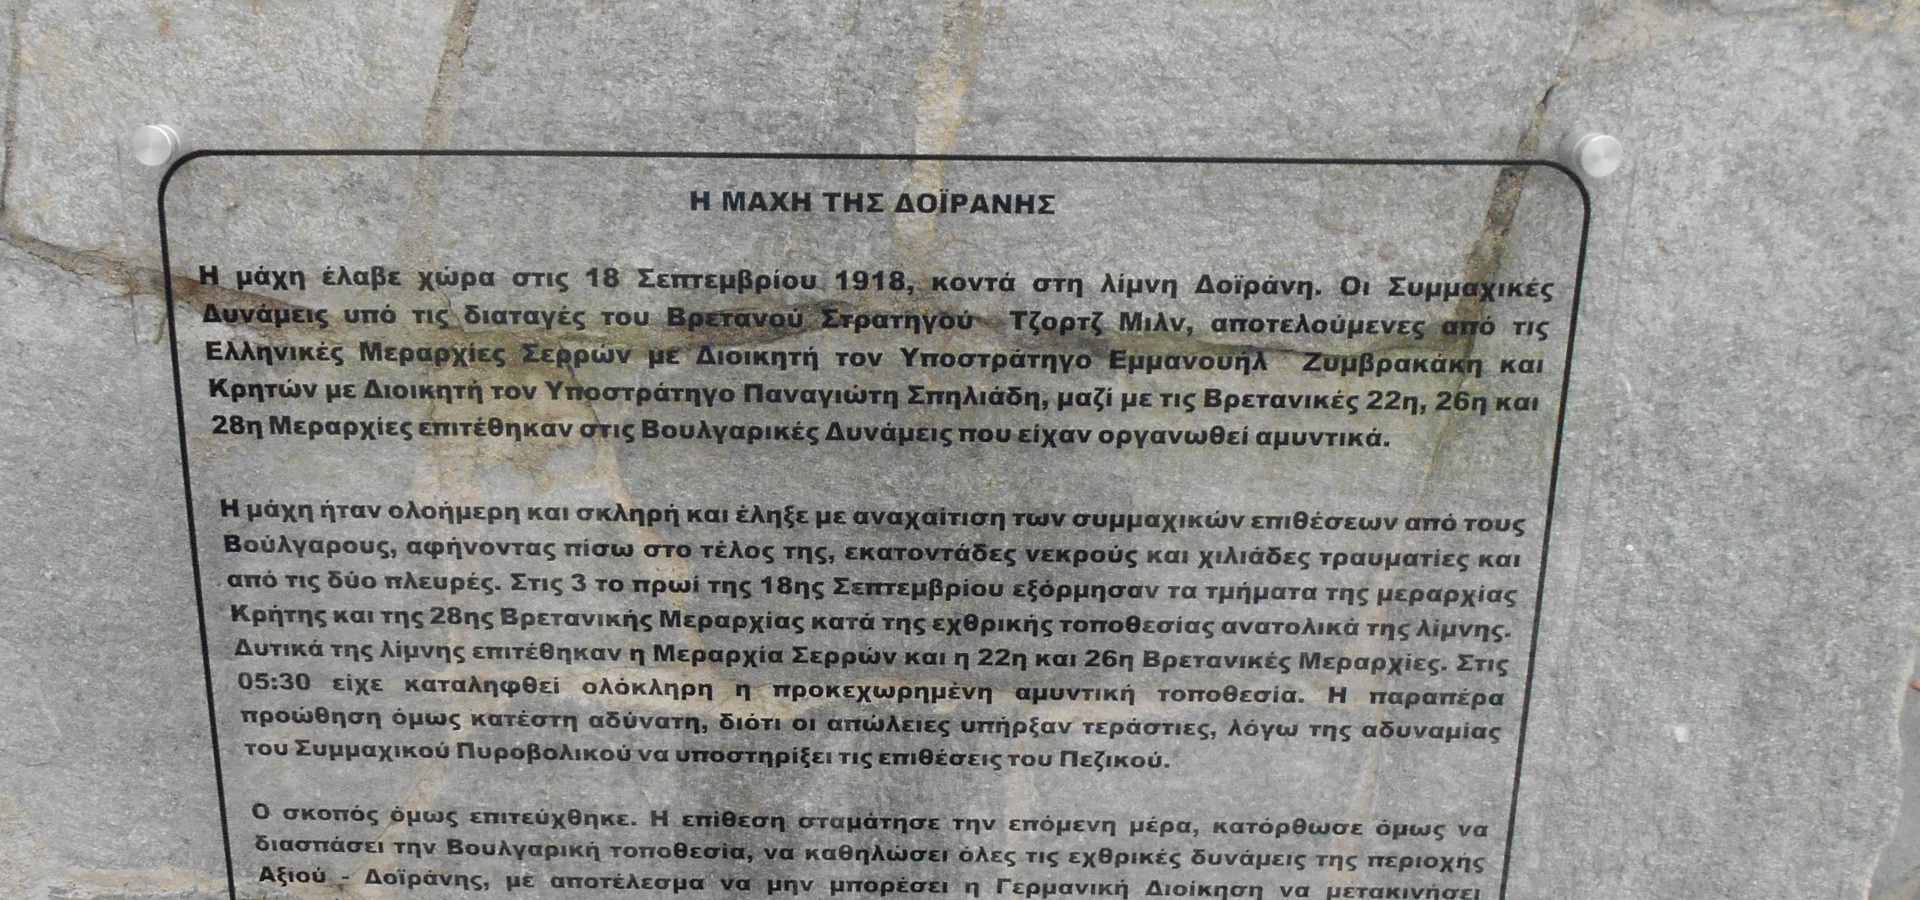 Η ΜΑΧΗ ΤΗΣ ΔΟΪΡΑΝΗΣ
Η μάχη έλαβε χώρα στις 18 Σεπτεμβρίου 1918, κοντά στη λίμνη Δοϊράνη. Οι Συμμαχικές
Δυνάμεις υπό τις διαταγές του Βρετανού Στρατηγού Τζορτζ Μιλν, αποτελούμενες από τις
Ελληνικές Μεραρχίες Σερρών με Διοικητή τον Υποστράτηγο Εμμανουήλ Ζυμβρακάκη και
Κρητών με Διοικητή τον Υποστράτηγο Παναγιώτη Σπηλιάδη, μαζί με τις Βρετανικές 22η, 26η και
28η Μεραρχίες επιτέθηκαν στις Βουλγαρικές Δυνάμεις που είχαν οργανωθεί αμυντικά.
Η μάχη ήταν ολοήμερη και σκληρή και έληξε με αναχαίτιση των συμμαχικών επιθέσεων από τους
Βούλγαρους, αφήνοντας πίσω στο τέλος της, εκατοντάδες νεκρούς και χιλιάδες τραυματίες και
από τις δύο πλευρές. Στις 3 το πρωί της 18ης Σεπτεμβρίου εξόρμησαν τα τμήματα της μεραρχίας
Κρήτης και της 28ης Βρετανικής Μεραρχίας κατά της εχθρικής τοποθεσίας ανατολικά της λίμνης.
Δυτικά της λίμνης επιτέθηκαν η Μεραρχία Σερρών και η 22η και 26η Βρετανικές Μεραρχίες. Στις
05:30 είχε καταληφθεί ολόκληρη η προκεχωρημένη αμυντική τοποθεσία. Η παραπέρα
προώθηση όμως κατέστη αδύνατη, διότι οι απώλειες υπήρξαν τεράστιες, λόγω της αδυναμίας
του Συμμαχικού Πυροβολικού να υποστηρίξει τις επιθέσεις του Πεζικού.
Ο σκοπός όμως επιτεύχθηκε. Η επίθεση σταμάτησε την επόμενη μέρα, κατόρθωσε όμως να
διασπάσει την Βουλγαρική τοποθεσία, να καθηλώσει όλες τις εχθρικές δυνάμεις της περιοχής
Αξιού - Δοϊράνης, με αποτέλεσμα να μην μπορέσει η Γερμανική Διοίκηση να μετακινήσει